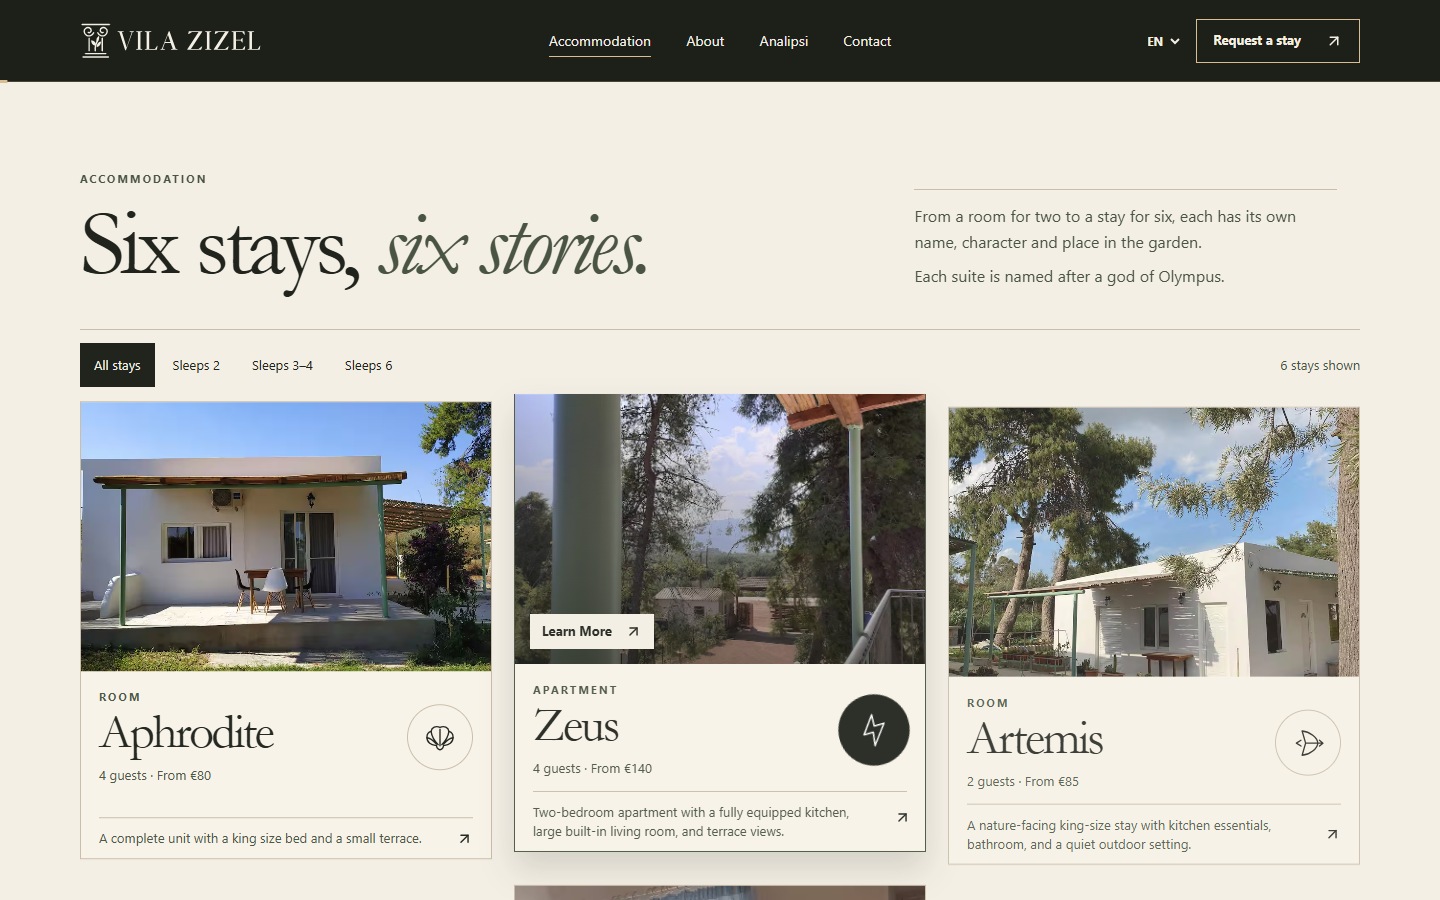 VILA ZIZEL
Accommodation
About
Analipsi
Contact
EN
Request a stay
ACCOMMODATION
Six stays, six stories.
From a room for two to a stay for six, each has its own
name, character and place in the garden.
Each suite is named after a god of Olympus.
All stays
Sleeps 2
Sleeps 3–4
Sleeps 6
6 stays shown
ROOM
Aphrodite
4 guests · From €80
A complete unit with a king size bed and a small terrace.
Learn More
APARTMENT
Zeus
4 guests · From €140
Two-bedroom apartment with a fully equipped kitchen,
large built-in living room, and terrace views.
ROOM
Artemis
2 guests · From €85
A nature-facing king-size stay with kitchen essentials,
bathroom, and a quiet outdoor setting.